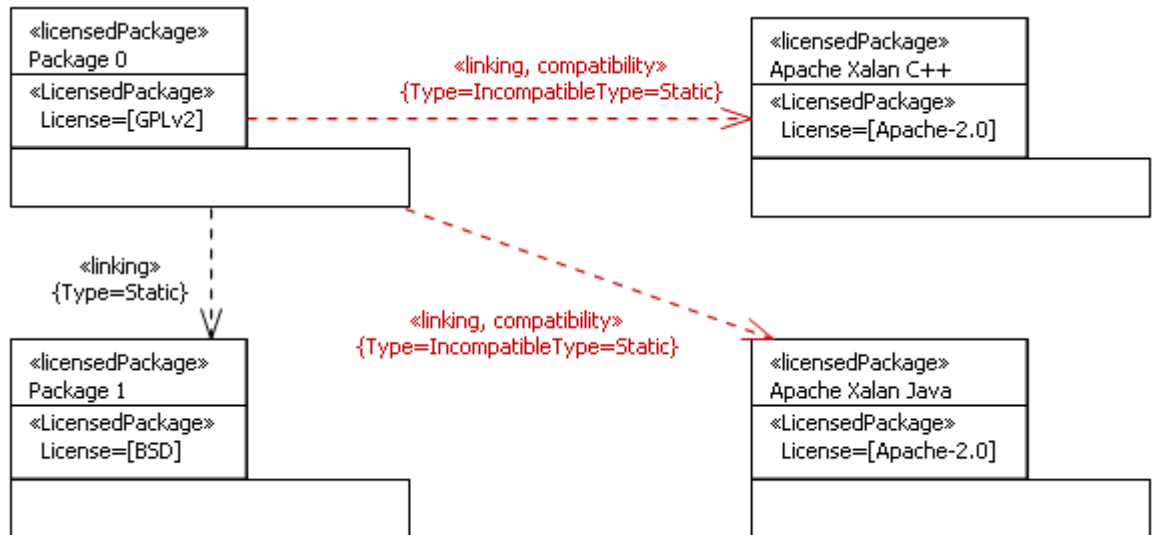 «licensedPackage»
Package 0
«LicensedPackage»
License=[GPLv2]
«linking, compatibility»
{Type=IncompatibleType=Static}
«licensedPackage»
Apache Xalan C++
«LicensedPackage»
License=[Apache-2.0]
«linking»
{Type=Static}
«linking, compatibility»
{Type=IncompatibleType=Static}
«licensedPackage»
Package 1
«LicensedPackage»
License=[BSD]
«licensedPackage»
Apache Xalan Java
«LicensedPackage»
License=[Apache-2.0]